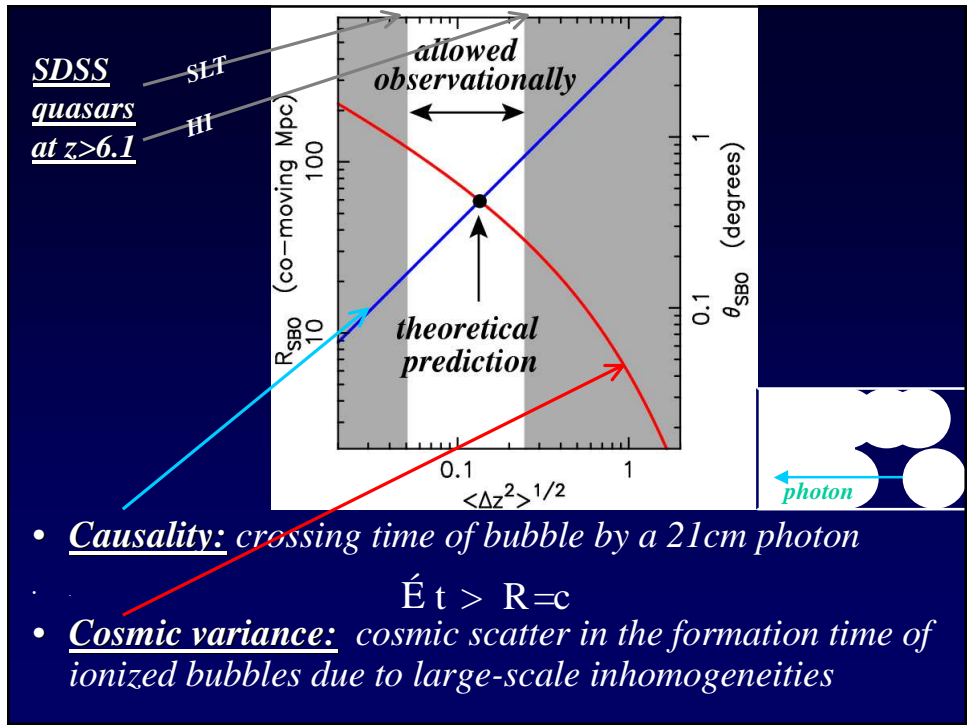 SDSS
quasars
at z>6.1
SLT
HI
allowed
observationally
R_SBO (co-moving Mpc)
100
10
1
0.1
θ_SBO (degrees)
theoretical
prediction
0.1
1
<Δz²>^1/2
photon
• Causality: crossing time of bubble by a 21cm photon
É t > R=c
• Cosmic variance: cosmic scatter in the formation time of
ionized bubbles due to large-scale inhomogeneities